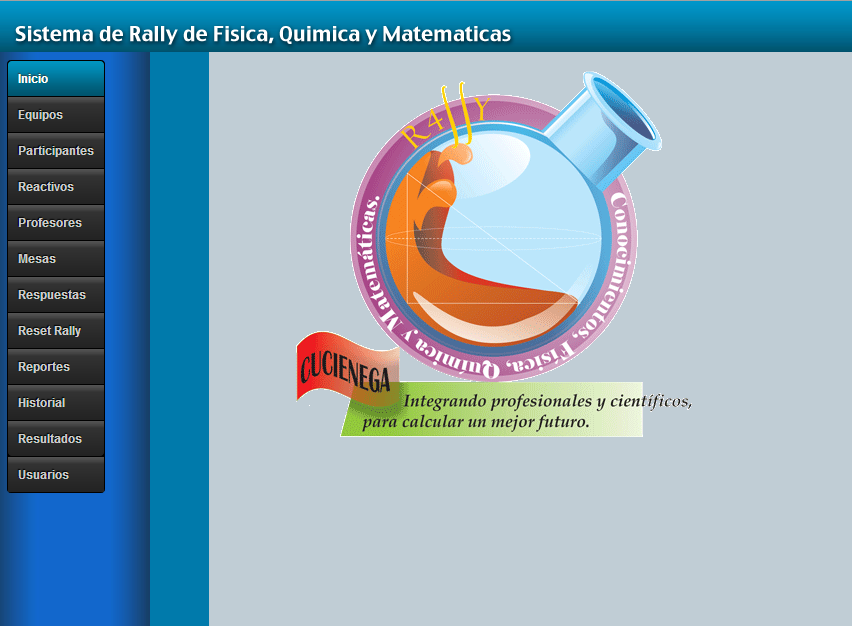 Sistema de Rally de Fisica, Quimica y Matematicas
Inicio
Equipos
Participantes
Reactivos
Profesores
Mesas
Respuestas
Reset Rally
Reportes
Historial
Resultados
Usuarios
R4llY
Conocimientos, Física, Química y Matemáticas.
CUCIENEGA
Integrando profesionales y científicos,
para calcular un mejor futuro.